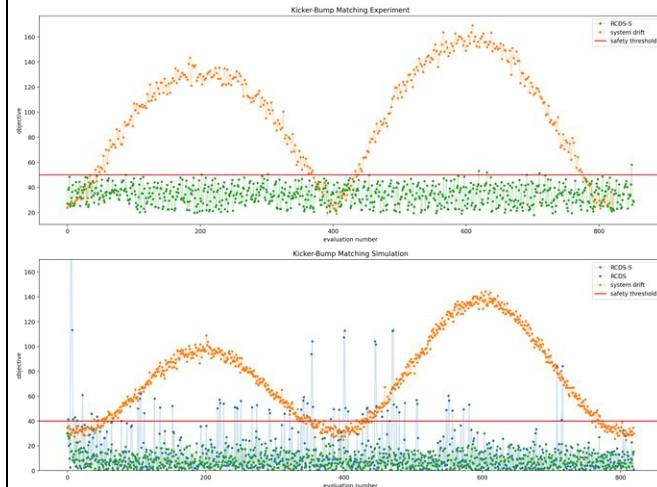 Kicker-Bump Matching Experiment
RCDS-S
system drift
safety threshold
160
140
120
100
80
60
40
20
objective
0
200
400
600
800
evaluation number
Kicker-Bump Matching Simulation
RCDS-S
RCDS
system drift
safety threshold
160
140
120
100
80
60
40
20
0
objective
0
200
400
600
800
evaluation number